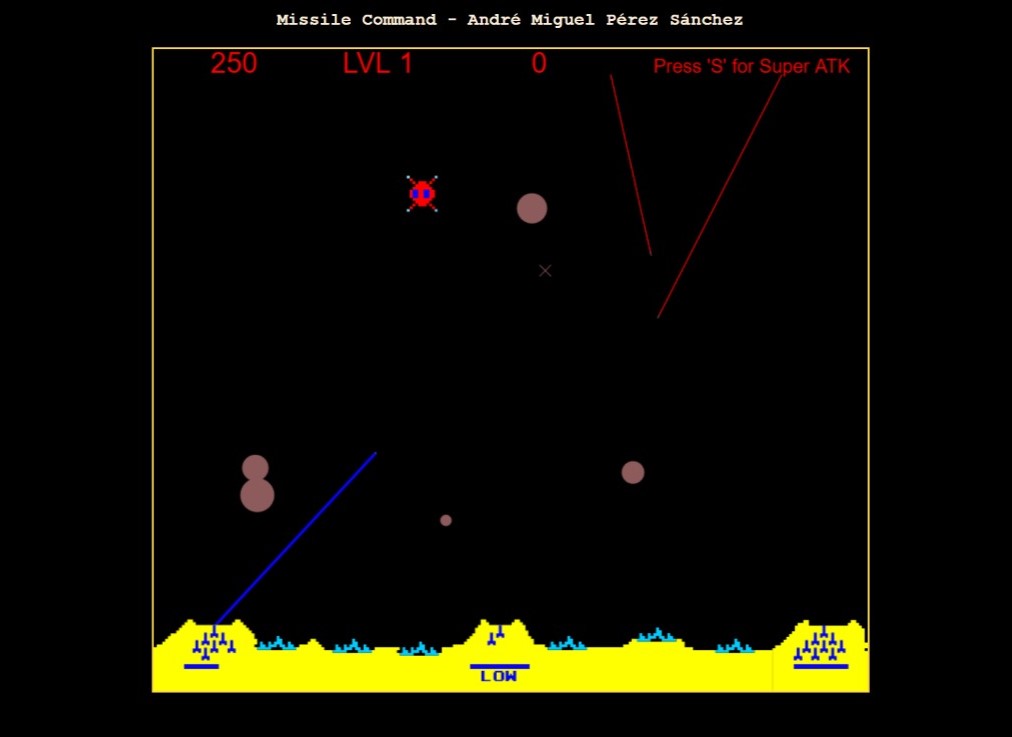 Missile Command - André Miguel Pérez Sánchez
250 LVL 1 0 Press 'S' for Super ATK
LOW